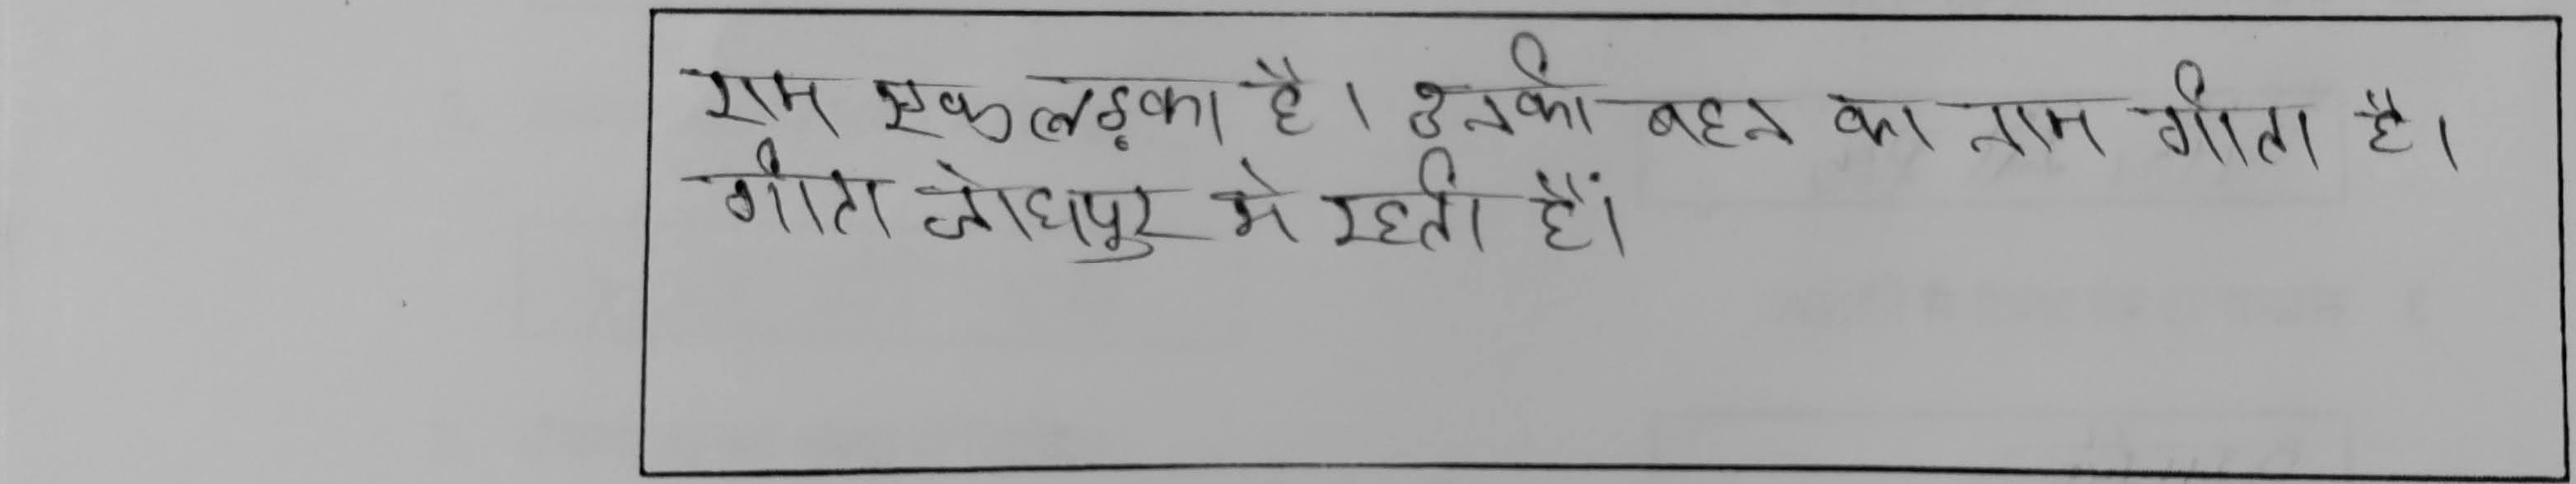 राम एक लड़का है। उनकी बहन का नाम गीता है।
गीता जोधपुर मे रहती हैं।